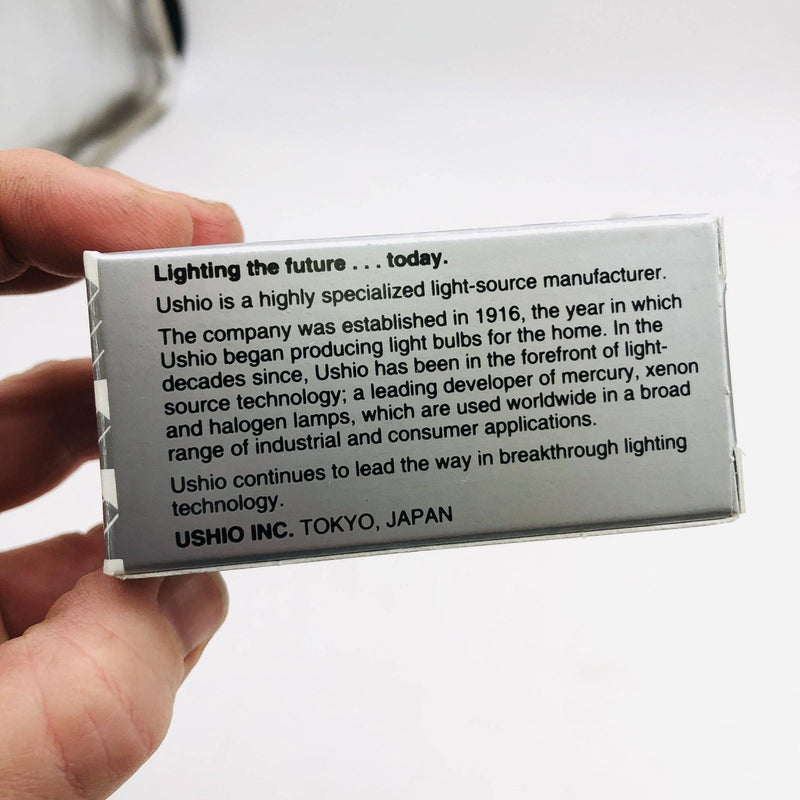 Lighting the future . . . today.
Ushio is a highly specialized light-source manufacturer.
The company was established in 1916, the year in which
Ushio began producing light bulbs for the home. In the
decades since, Ushio has been in the forefront of light-
source technology; a leading developer of mercury, xenon
and halogen lamps, which are used worldwide in a broad
range of industrial and consumer applications.
Ushio continues to lead the way in breakthrough lighting
technology.
USHIO INC. TOKYO, JAPAN